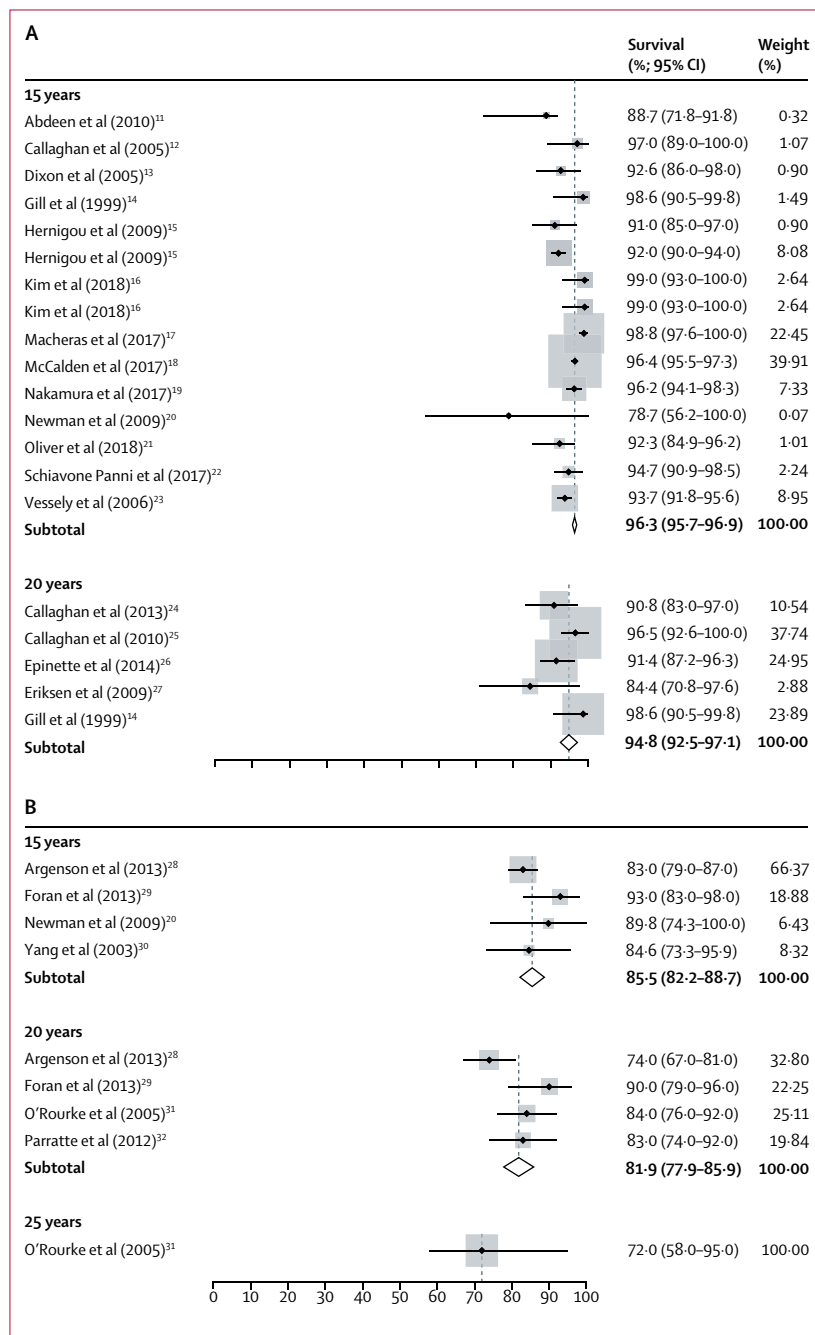 A
Survival Weight
(%; 95% CI) (%)
15 years
Abdeen et al (2010)¹¹ 88·7 (71·8–91·8) 0·32
Callaghan et al (2005)¹² 97·0 (89·0–100·0) 1·07
Dixon et al (2005)¹³ 92·6 (86·0–98·0) 0·90
Gill et al (1999)¹⁴ 98·6 (90·5–99·8) 1·49
Hernigou et al (2009)¹⁵ 91·0 (85·0–97·0) 0·90
Hernigou et al (2009)¹⁵ 92·0 (90·0–94·0) 8·08
Kim et al (2018)¹⁶ 99·0 (93·0–100·0) 2·64
Kim et al (2018)¹⁶ 99·0 (93·0–100·0) 2·64
Macheras et al (2017)¹⁷ 98·8 (97·6–100·0) 22·45
McCalden et al (2017)¹⁸ 96·4 (95·5–97·3) 39·91
Nakamura et al (2017)¹⁹ 96·2 (94·1–98·3) 7·33
Newman et al (2009)²⁰ 78·7 (56·2–100·0) 0·07
Oliver et al (2018)²¹ 92·3 (84·9–96·2) 1·01
Schiavone Panni et al (2017)²² 94·7 (90·9–98·5) 2·24
Vessely et al (2006)²³ 93·7 (91·8–95·6) 8·95
Subtotal 96·3 (95·7–96·9) 100·00
20 years
Callaghan et al (2013)²⁴ 90·8 (83·0–97·0) 10·54
Callaghan et al (2010)²⁵ 96·5 (92·6–100·0) 37·74
Epinette et al (2014)²⁶ 91·4 (87·2–96·3) 24·95
Eriksen et al (2009)²⁷ 84·4 (70·8–97·6) 2·88
Gill et al (1999)¹⁴ 98·6 (90·5–99·8) 23·89
Subtotal 94·8 (92·5–97·1) 100·00
B
15 years
Argenson et al (2013)²⁸ 83·0 (79·0–87·0) 66·37
Foran et al (2013)²⁹ 93·0 (83·0–98·0) 18·88
Newman et al (2009)²⁰ 89·8 (74·3–100·0) 6·43
Yang et al (2003)³⁰ 84·6 (73·3–95·9) 8·32
Subtotal 85·5 (82·2–88·7) 100·00
20 years
Argenson et al (2013)²⁸ 74·0 (67·0–81·0) 32·80
Foran et al (2013)²⁹ 90·0 (79·0–96·0) 22·25
O'Rourke et al (2005)³¹ 84·0 (76·0–92·0) 25·11
Parratte et al (2012)³² 83·0 (74·0–92·0) 19·84
Subtotal 81·9 (77·9–85·9) 100·00
25 years
O'Rourke et al (2005)³¹ 72·0 (58·0–95·0) 100·00
0 10 20 30 40 50 60 70 80 90 100